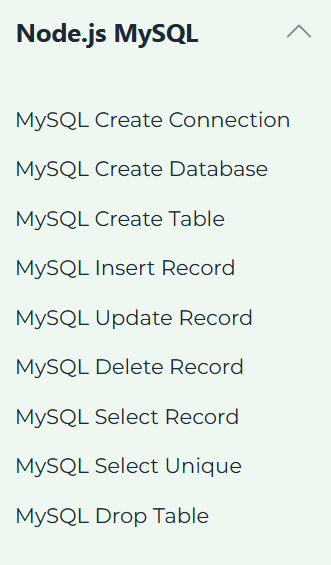 Node.js MySQL
MySQL Create Connection
MySQL Create Database
MySQL Create Table
MySQL Insert Record
MySQL Update Record
MySQL Delete Record
MySQL Select Record
MySQL Select Unique
MySQL Drop Table